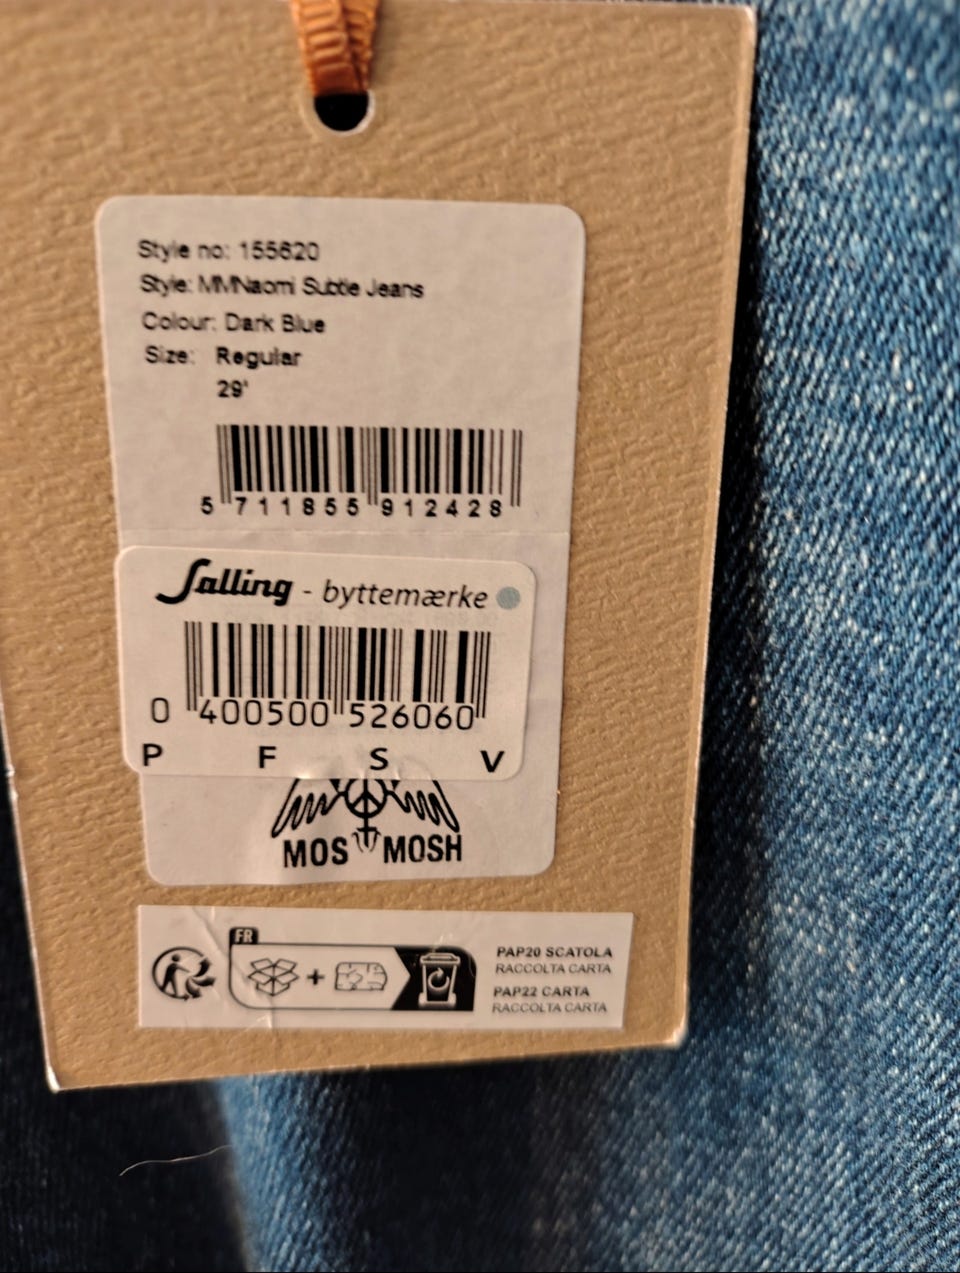 Style no: 155620
Style: MMNaomi Subtle Jeans
Colour: Dark Blue
Size: Regular
29'
5 711855 912428
Salling - byttemærke
0 400500 526060
P F S V
MOS MOSH
FR
PAP20 SCATOLA
RACCOLTA CARTA
PAP22 CARTA
RACCOLTA CARTA